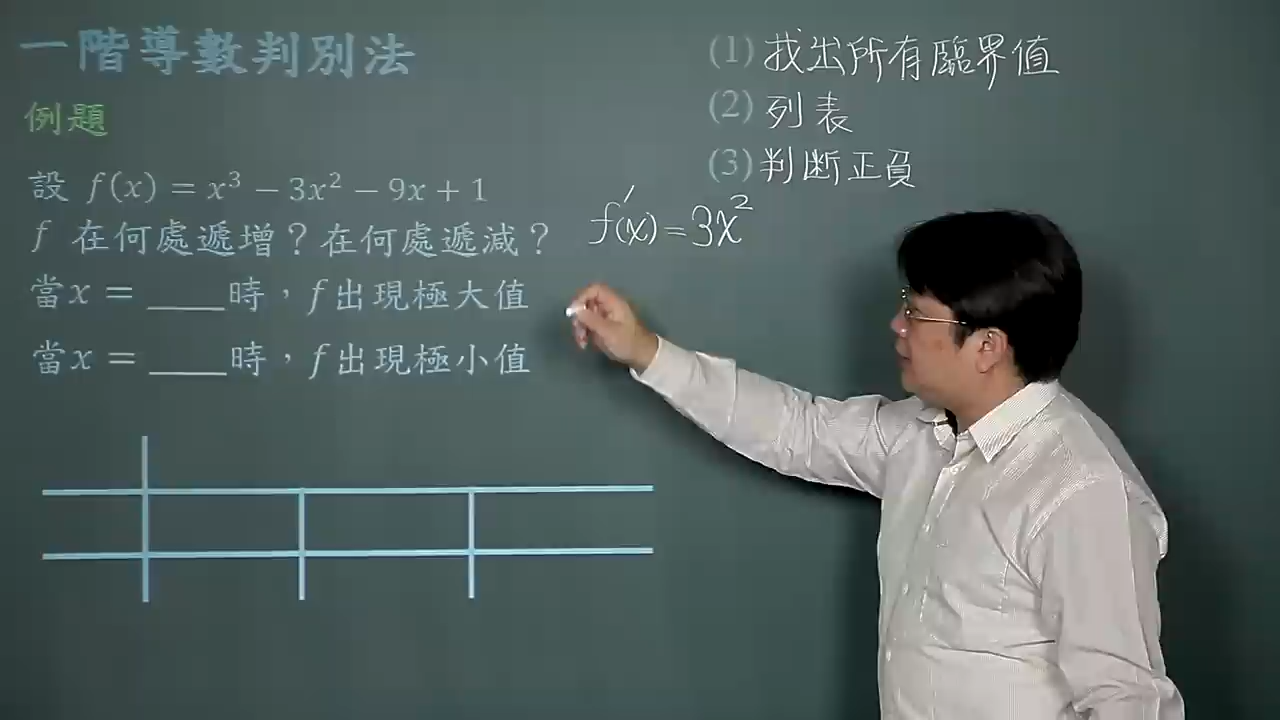 一階導數判別法
例題
設 f(x) = x³ − 3x² − 9x + 1
f 在何處遞增？在何處遞減？
當x = ____時，f出現極大值
當x = ____時，f出現極小值
(1) 找出所有臨界值
(2) 列表
(3) 判斷正負
f'(x) = 3x²